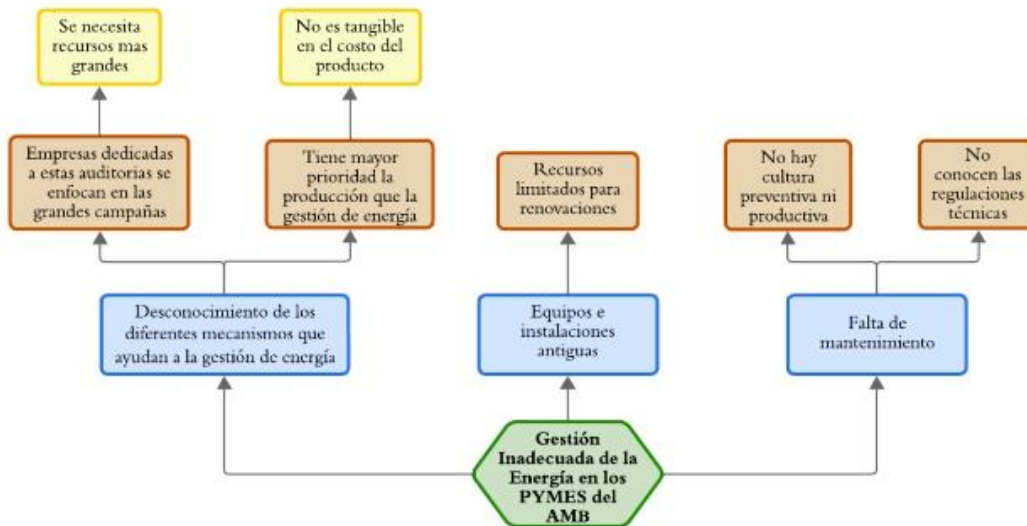 Se necesita
recursos mas
grandes
No es tangible
en el costo del
producto
Empresas dedicadas
a estas auditorias se
enfocan en las
grandes campañas
Tiene mayor
prioridad la
producción que la
gestión de energía
Recursos
limitados para
renovaciones
No hay
cultura
preventiva ni
productiva
No
conocen las
regulaciones
técnicas
Desconocimiento de los
diferentes mecanismos que
ayudan a la gestión de energía
Equipos e
instalaciones
antiguas
Falta de
mantenimiento
Gestión
Inadecuada de la
Energía en los
PYMES del
AMB